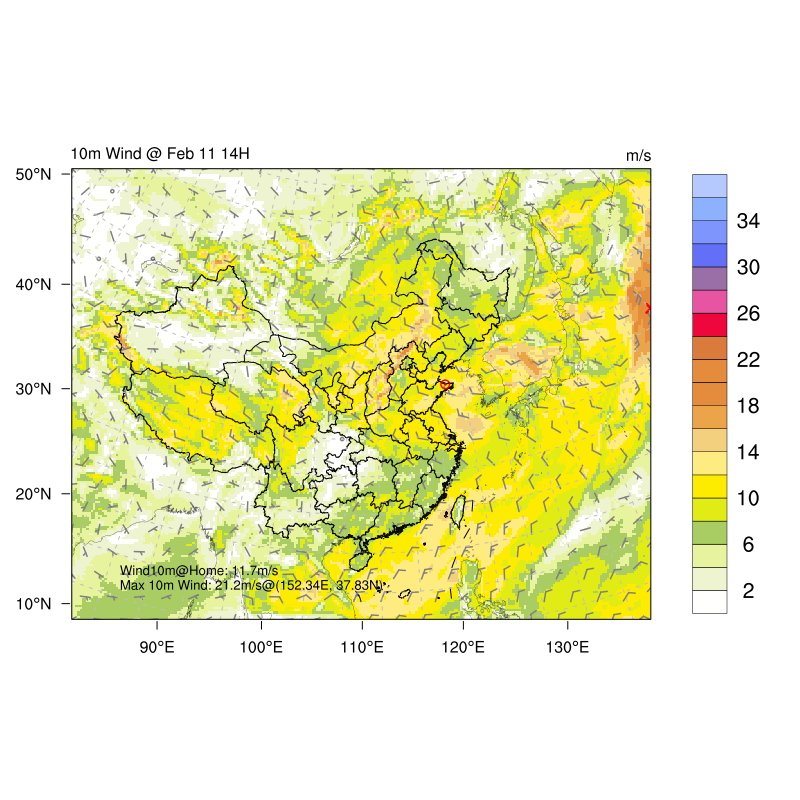 10m Wind @ Feb 11 14H
m/s
50°N
40°N
30°N
20°N
10°N
90°E
100°E
110°E
120°E
130°E
34
30
26
22
18
14
10
6
2
Wind10m@Home: 11.7m/s
Max 10m Wind: 21.2m/s@(152.34E, 37.83N)